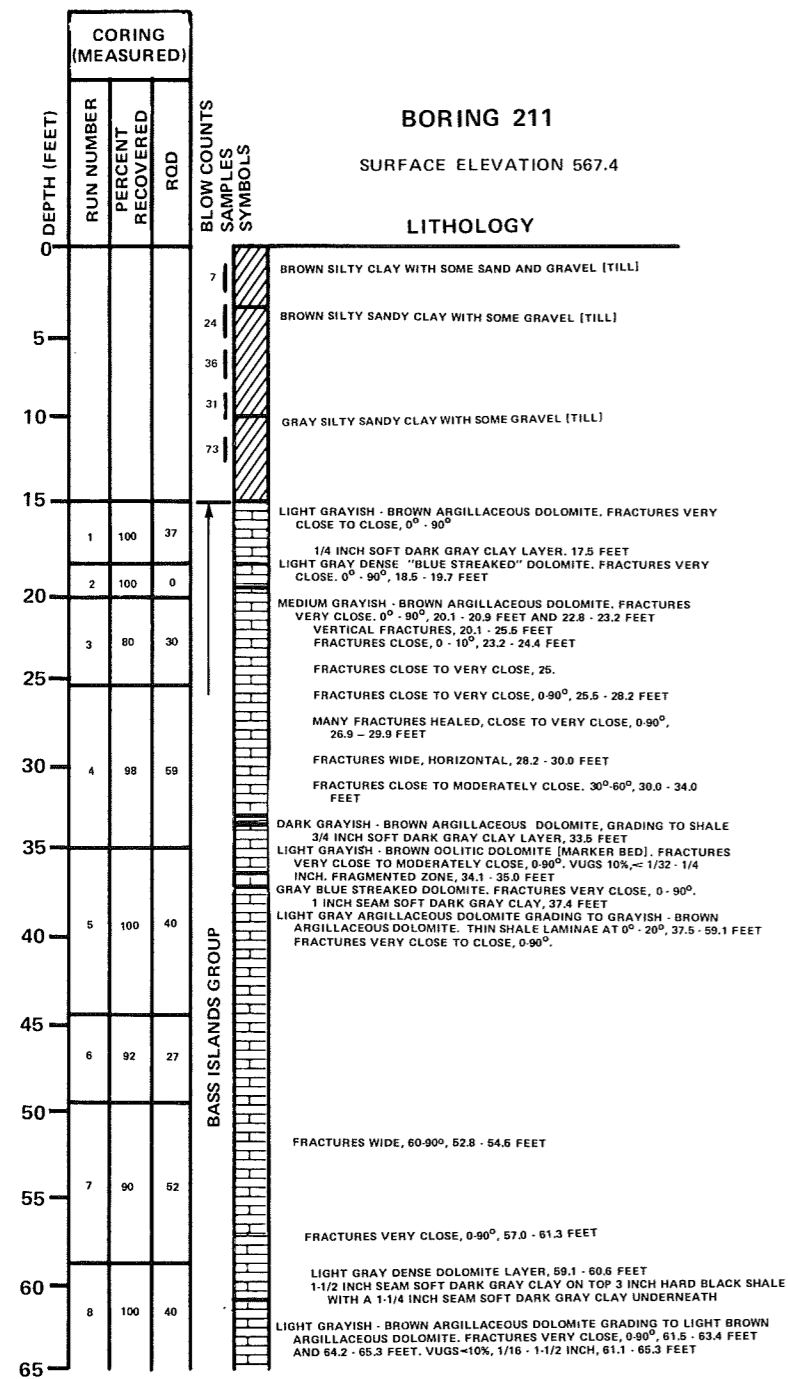 CORING
(MEASURED)
DEPTH (FEET)
RUN NUMBER
PERCENT
RECOVERED
RQD
BLOW COUNTS
SAMPLES
SYMBOLS
BORING 211
SURFACE ELEVATION 567.4
LITHOLOGY
0
7
BROWN SILTY CLAY WITH SOME SAND AND GRAVEL [TILL]
24
BROWN SILTY SANDY CLAY WITH SOME GRAVEL [TILL]
5
36
31
10
GRAY SILTY SANDY CLAY WITH SOME GRAVEL [TILL]
73
15
LIGHT GRAYISH - BROWN ARGILLACEOUS DOLOMITE. FRACTURES VERY
CLOSE TO CLOSE, 0° - 90°
1 100 37
1/4 INCH SOFT DARK GRAY CLAY LAYER. 17.5 FEET
LIGHT GRAY DENSE "BLUE STREAKED" DOLOMITE. FRACTURES VERY
CLOSE. 0° - 90°, 18.5 - 19.7 FEET
2 100 0
20
MEDIUM GRAYISH - BROWN ARGILLACEOUS DOLOMITE. FRACTURES
VERY CLOSE. 0° - 90°, 20.1 - 20.9 FEET AND 22.8 - 23.2 FEET
VERTICAL FRACTURES, 20.1 - 25.6 FEET
FRACTURES CLOSE, 0 - 10°, 23.2 - 24.4 FEET
3 80 30
FRACTURES CLOSE TO VERY CLOSE, 25.
25
FRACTURES CLOSE TO VERY CLOSE, 0-90°, 25.5 - 28.2 FEET
MANY FRACTURES HEALED, CLOSE TO VERY CLOSE, 0-90°,
26.9 – 29.9 FEET
FRACTURES WIDE, HORIZONTAL, 28.2 - 30.0 FEET
30
4 98 59
FRACTURES CLOSE TO MODERATELY CLOSE. 30°-60°, 30.0 - 34.0
FEET
DARK GRAYISH - BROWN ARGILLACEOUS DOLOMITE, GRADING TO SHALE
3/4 INCH SOFT DARK GRAY CLAY LAYER, 33.5 FEET
35
LIGHT GRAYISH - BROWN OOLITIC DOLOMITE [MARKER BED]. FRACTURES
VERY CLOSE TO MODERATELY CLOSE, 0-90°. VUGS 10%,< 1/32 - 1/4
INCH. FRAGMENTED ZONE, 34.1 - 35.0 FEET
GRAY BLUE STREAKED DOLOMITE. FRACTURES VERY CLOSE, 0 - 90°.
1 INCH SEAM SOFT DARK GRAY CLAY, 37.4 FEET
LIGHT GRAY ARGILLACEOUS DOLOMITE GRADING TO GRAYISH - BROWN
ARGILLACEOUS DOLOMITE. THIN SHALE LAMINAE AT 0° - 20°, 37.5 - 59.1 FEET
FRACTURES VERY CLOSE TO CLOSE, 0-90°.
5 100 40
40
BASS ISLANDS GROUP
45
6 92 27
50
FRACTURES WIDE, 60-90°, 52.8 - 54.6 FEET
7 90 52
55
FRACTURES VERY CLOSE, 0-90°, 57.0 - 61.3 FEET
LIGHT GRAY DENSE DOLOMITE LAYER, 59.1 - 60.6 FEET
60
1-1/2 INCH SEAM SOFT DARK GRAY CLAY ON TOP 3 INCH HARD BLACK SHALE
WITH A 1-1/4 INCH SEAM SOFT DARK GRAY CLAY UNDERNEATH
8 100 40
LIGHT GRAYISH - BROWN ARGILLACEOUS DOLOMITE GRADING TO LIGHT BROWN
ARGILLACEOUS DOLOMITE. FRACTURES VERY CLOSE, 0-90°, 61.5 - 63.4 FEET
AND 64.2 - 65.3 FEET. VUGS<10%, 1/16 - 1-1/2 INCH, 61.1 - 65.3 FEET
65